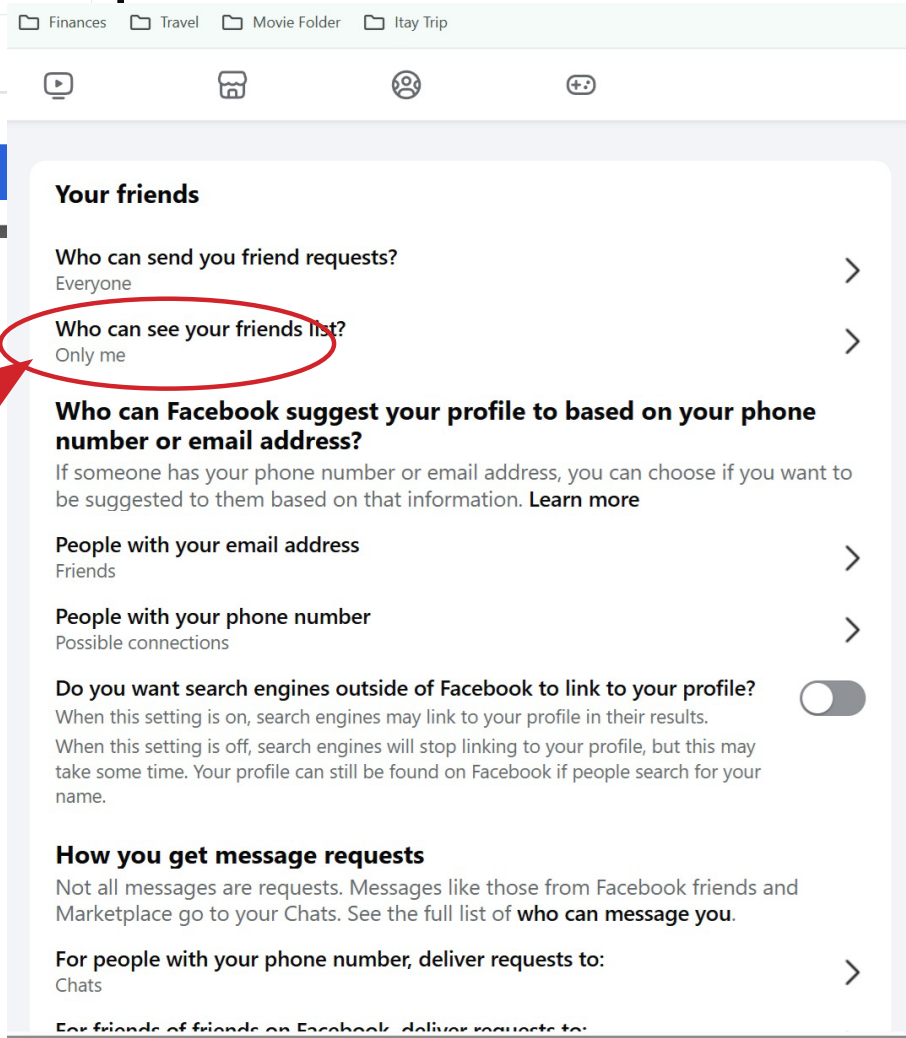 Finances Travel Movie Folder Itay Trip
Your friends
Who can send you friend requests?
Everyone
Who can see your friends list?
Only me
Who can Facebook suggest your profile to based on your phone
number or email address?
If someone has your phone number or email address, you can choose if you want to
be suggested to them based on that information. Learn more
People with your email address
Friends
People with your phone number
Possible connections
Do you want search engines outside of Facebook to link to your profile?
When this setting is on, search engines may link to your profile in their results.
When this setting is off, search engines will stop linking to your profile, but this may
take some time. Your profile can still be found on Facebook if people search for your
name.
How you get message requests
Not all messages are requests. Messages like those from Facebook friends and
Marketplace go to your Chats. See the full list of who can message you.
For people with your phone number, deliver requests to:
Chats
For friends of friends on Facebook, deliver requests to: